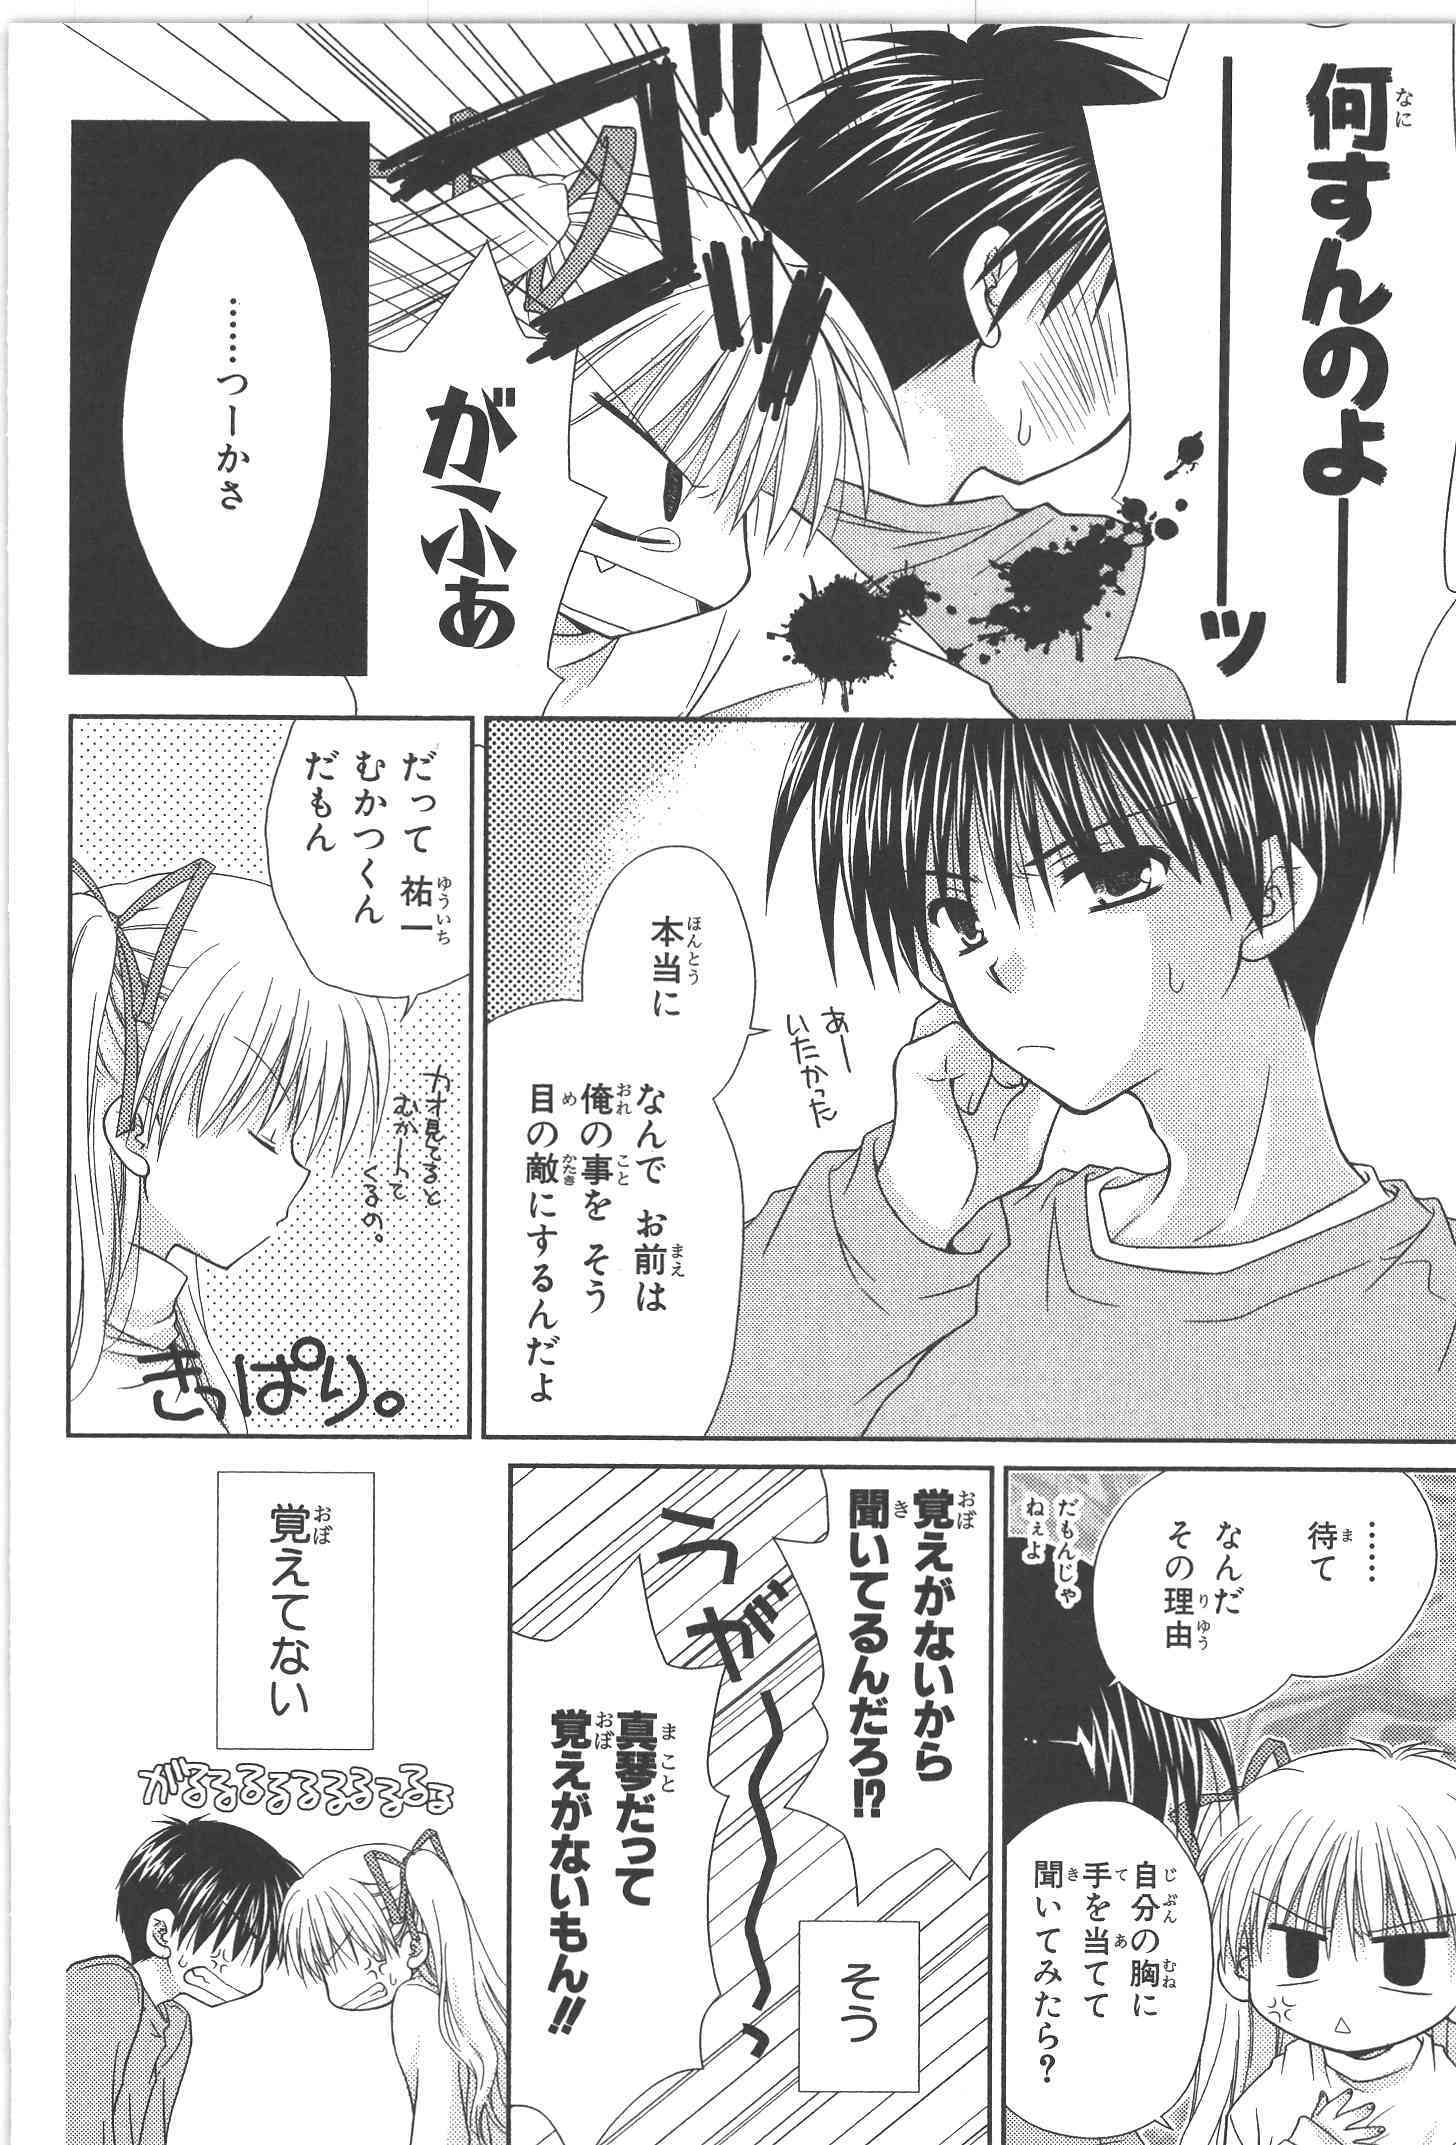 何すんのよ——ッ
がふぁ
……つーかさ
本当に
なんで お前は
俺の事を そう
目の敵にするんだよ
あー
いたかった
だって 祐一
むかつくん
だもん
カオ見てると
むかーって
くるの。
きっぱり。
……
待て
なんだ
その理由
だもんじゃ
ねぇよ
自分の胸に
手を当てて
聞いてみたら?
覚えがないから
聞いてるんだろ!?
うがーーっ
真琴だって
覚えがないもん!!
そう
覚えてない
がるるるるるるるるる